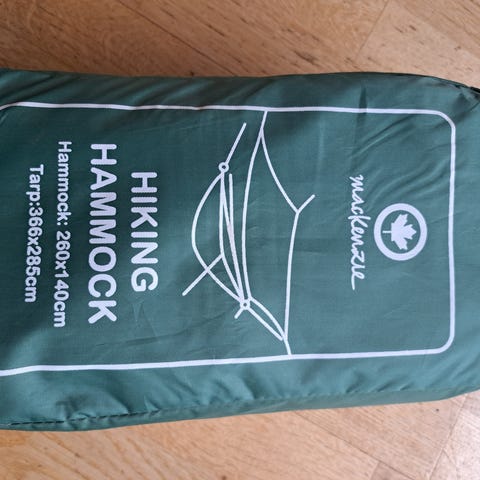 mackenzie
HIKING
HAMMOCK
Hammock: 260x140cm
Tarp:366x285cm